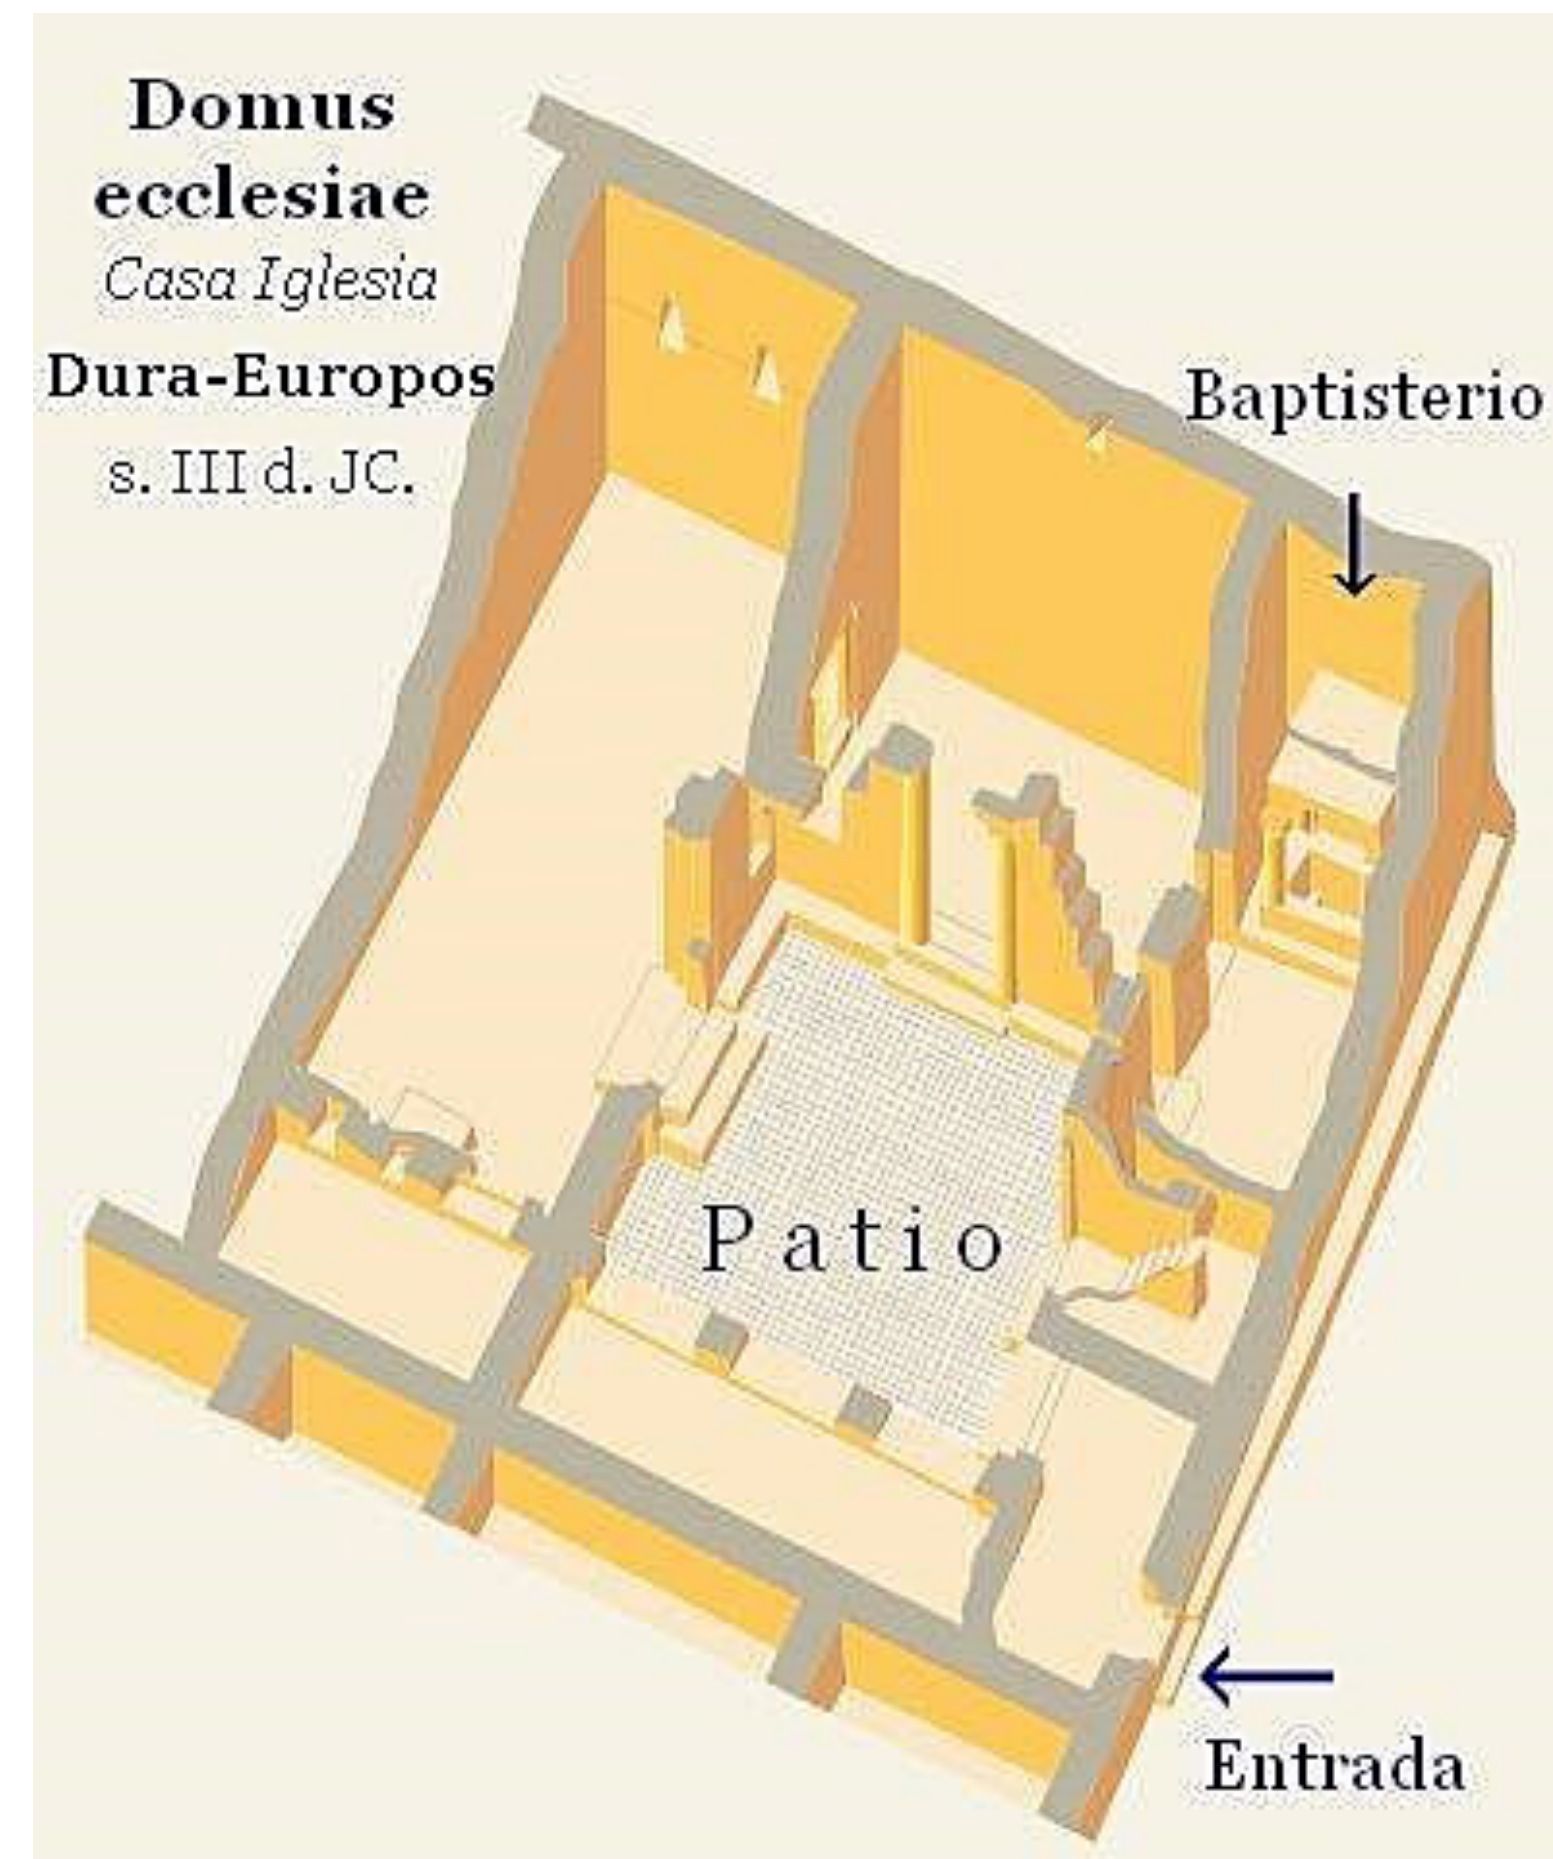 Domus
ecclesiae
Casa Iglesia
Dura-Europos
s. III d. JC.
Baptisterio
Patio
Entrada